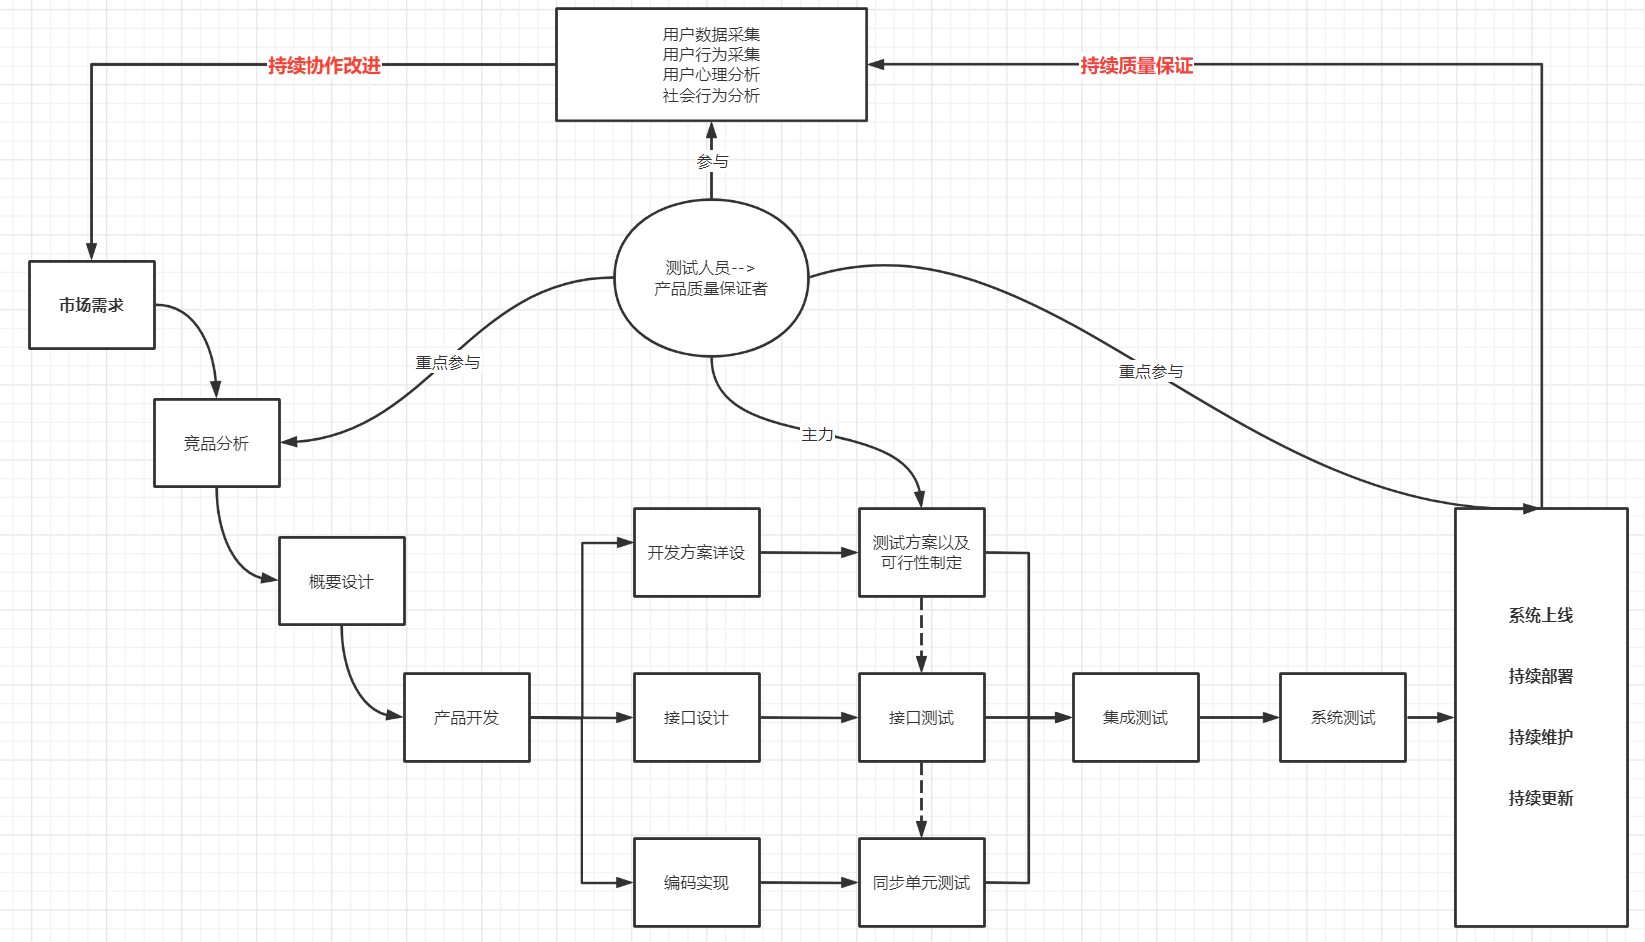 用户数据采集
用户行为采集
用户心理分析
社会行为分析
持续协作改进
持续质量保证
参与
测试人员-->
产品质量保证者
市场需求
重点参与
重点参与
竞品分析
主力
开发方案详设
测试方案以及
可行性制定
概要设计
系统上线
持续部署
持续维护
持续更新
产品开发
接口设计
接口测试
集成测试
系统测试
编码实现
同步单元测试